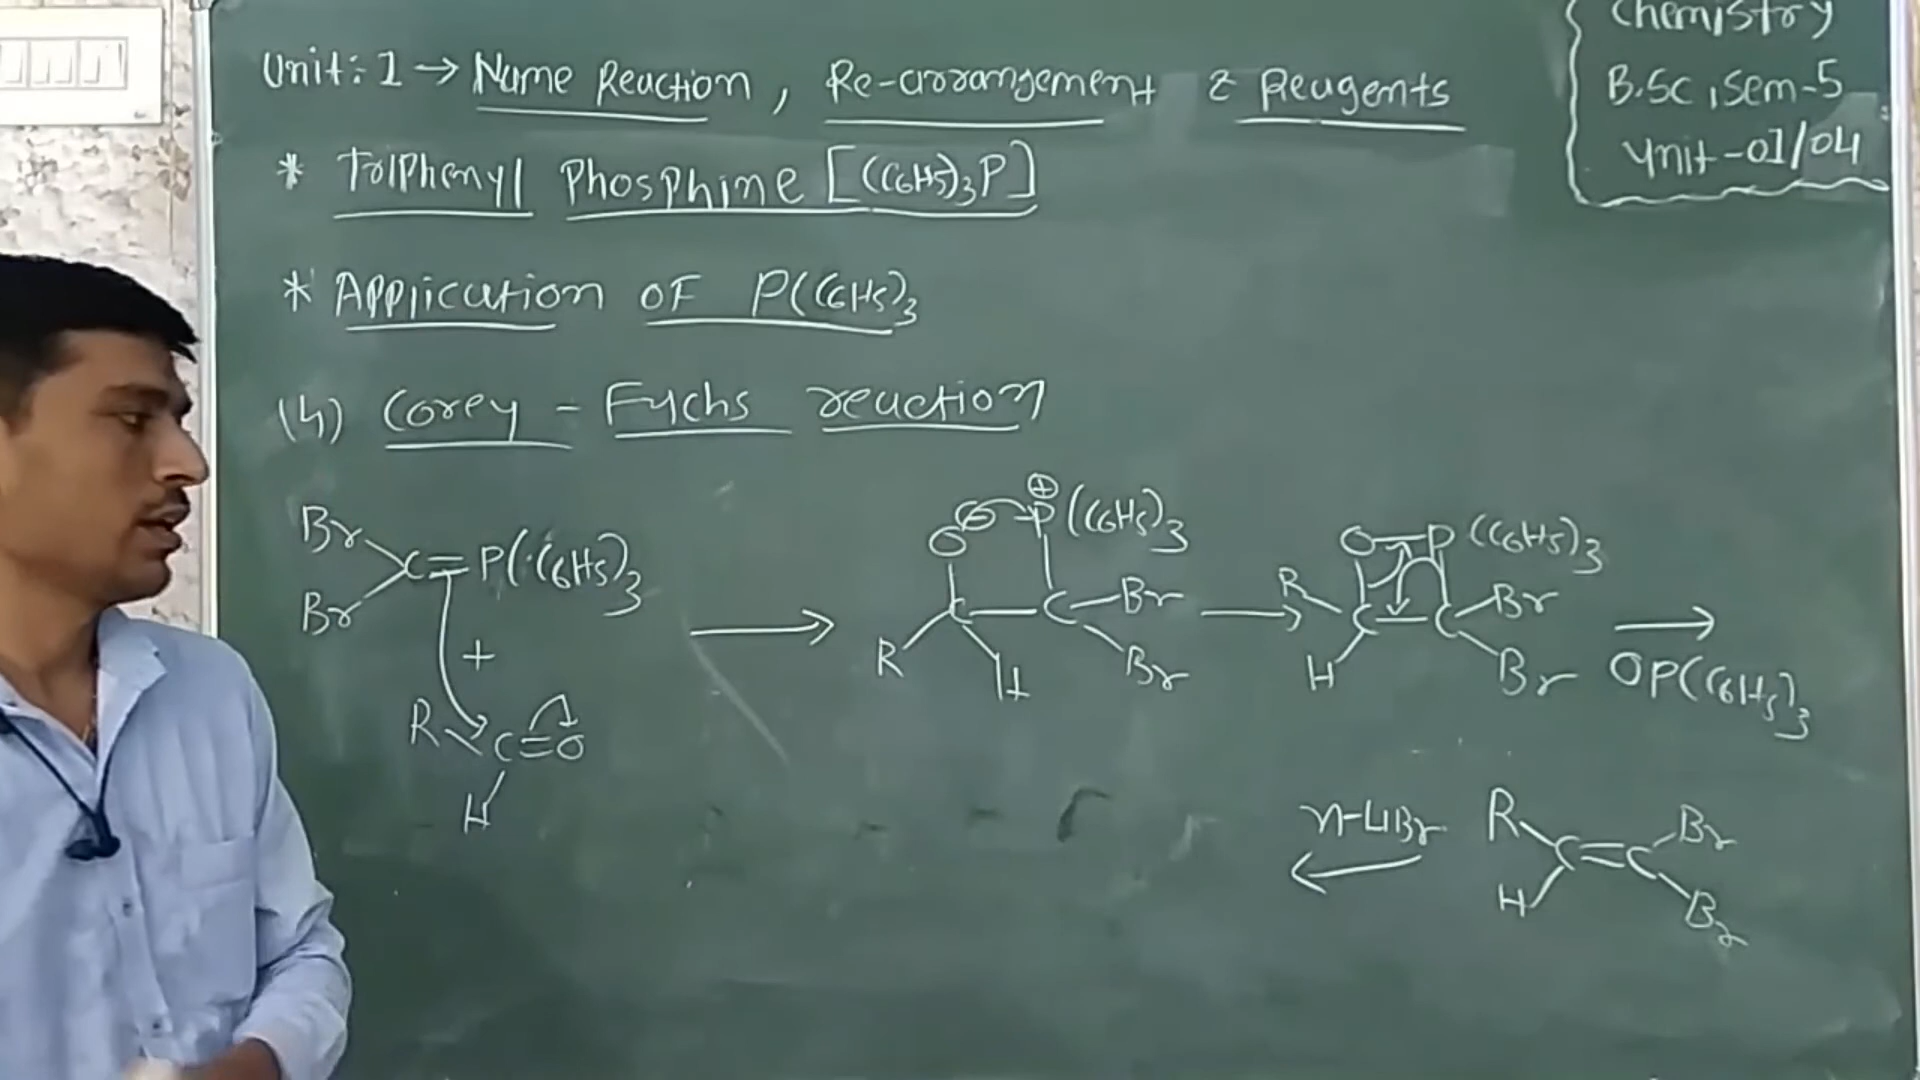 Unit: 1 → Name Reaction, Re-arrangement & Reagents
Chemistry
B.Sc, Sem-5
Unit-01/04
* Triphenyl Phosphine [(C6H5)3P]
* Application OF P(C6H5)3
(4) Corey - Fuchs reaction
Br
Br
C=P(C6H5)3
+
R
C=O
H
⊖
O
⊕
P(C6H5)3
C—C
R
H
Br
Br
O—P(C6H5)3
R
C—C
H
Br
Br
OP(C6H5)3
R
C=C
H
Br
Br
n-LiBr